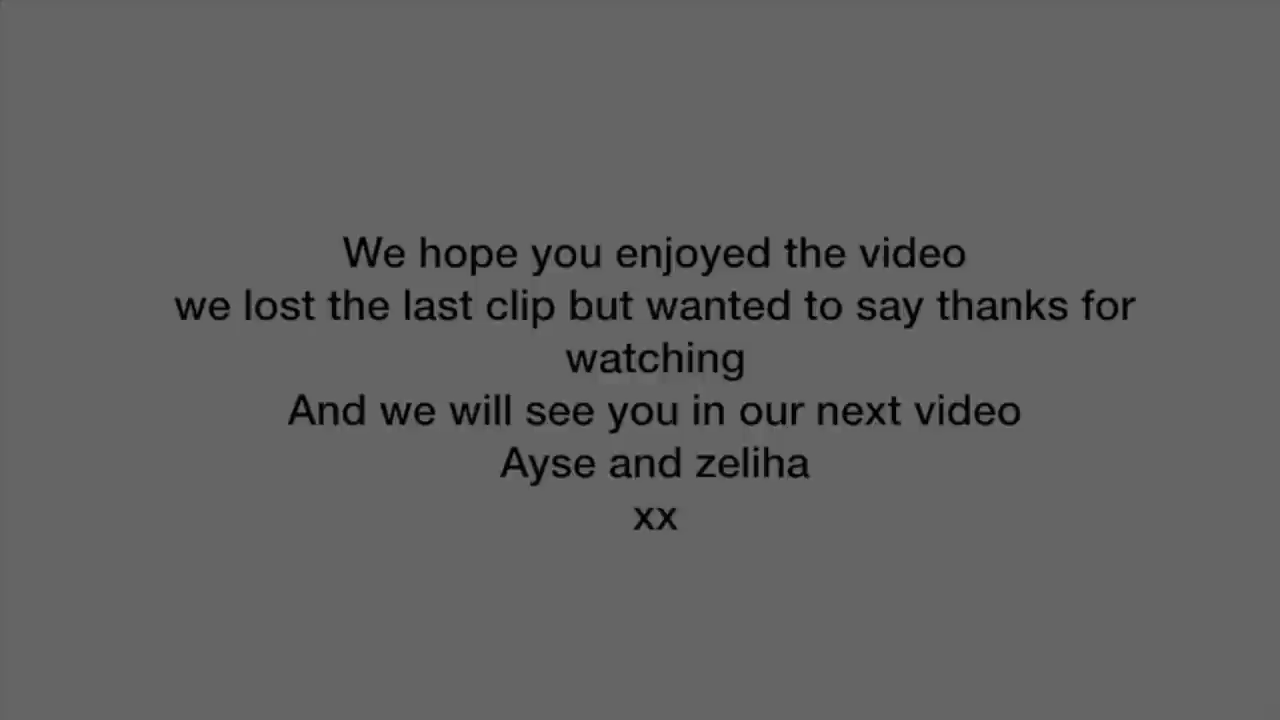 We hope you enjoyed the video
we lost the last clip but wanted to say thanks for
watching
And we will see you in our next video
Ayse and zeliha
xx